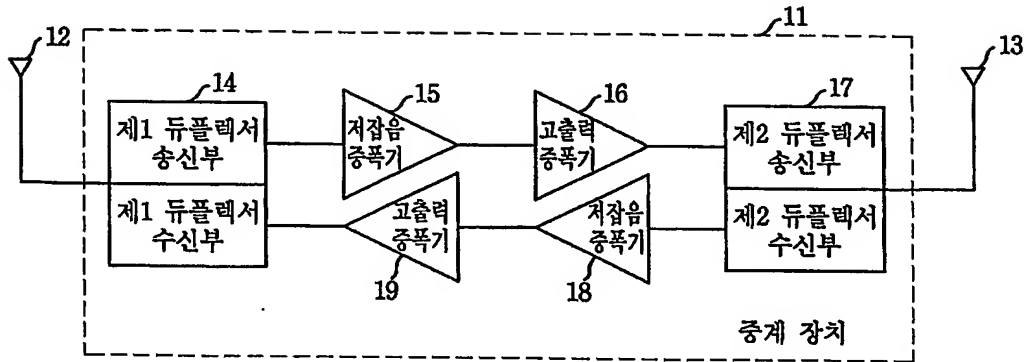 11
12
13
14
15
16
17
제1 듀플렉서
송신부
저잡음
증폭기
고출력
증폭기
제2 듀플렉서
송신부
제1 듀플렉서
수신부
고출력
증폭기
저잡음
증폭기
제2 듀플렉서
수신부
19
18
중계 장치